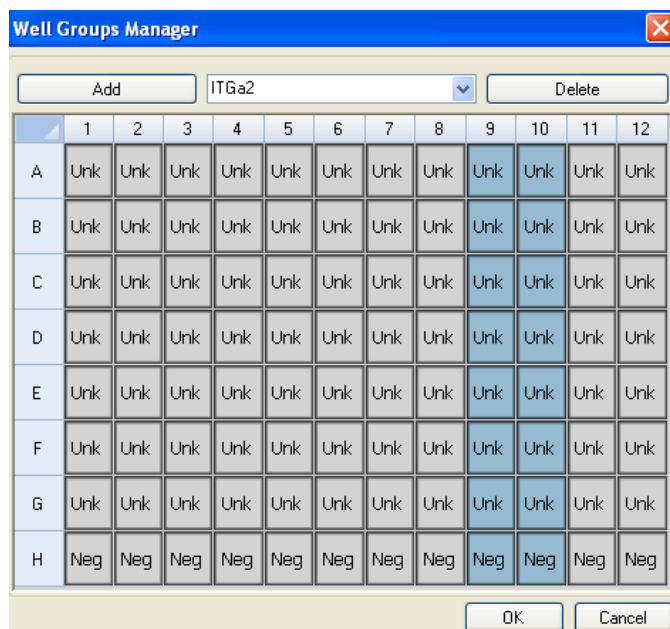 Well Groups Manager
Add ITGa2 Delete
1 2 3 4 5 6 7 8 9 10 11 12
A Unk Unk Unk Unk Unk Unk Unk Unk Unk Unk Unk Unk
B Unk Unk Unk Unk Unk Unk Unk Unk Unk Unk Unk Unk
C Unk Unk Unk Unk Unk Unk Unk Unk Unk Unk Unk Unk
D Unk Unk Unk Unk Unk Unk Unk Unk Unk Unk Unk Unk
E Unk Unk Unk Unk Unk Unk Unk Unk Unk Unk Unk Unk
F Unk Unk Unk Unk Unk Unk Unk Unk Unk Unk Unk Unk
G Unk Unk Unk Unk Unk Unk Unk Unk Unk Unk Unk Unk
H Neg Neg Neg Neg Neg Neg Neg Neg Neg Neg Neg Neg
OK Cancel